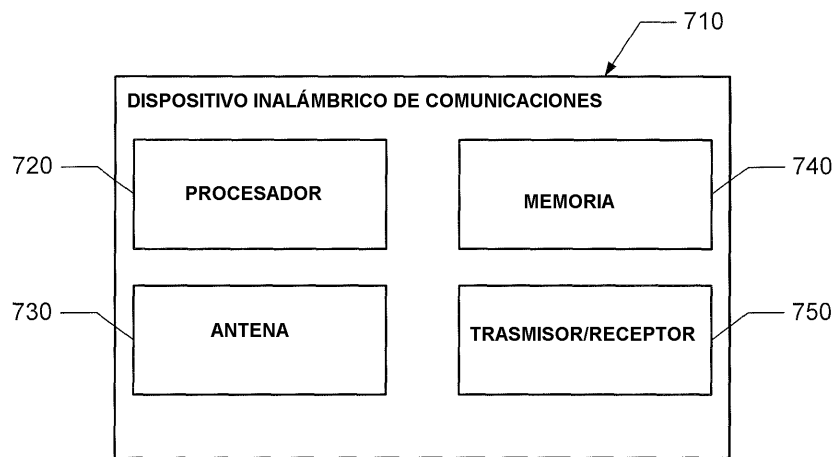 710
DISPOSITIVO INALÁMBRICO DE COMUNICACIONES
720
PROCESADOR
MEMORIA
740
730
ANTENA
TRASMISOR/RECEPTOR
750